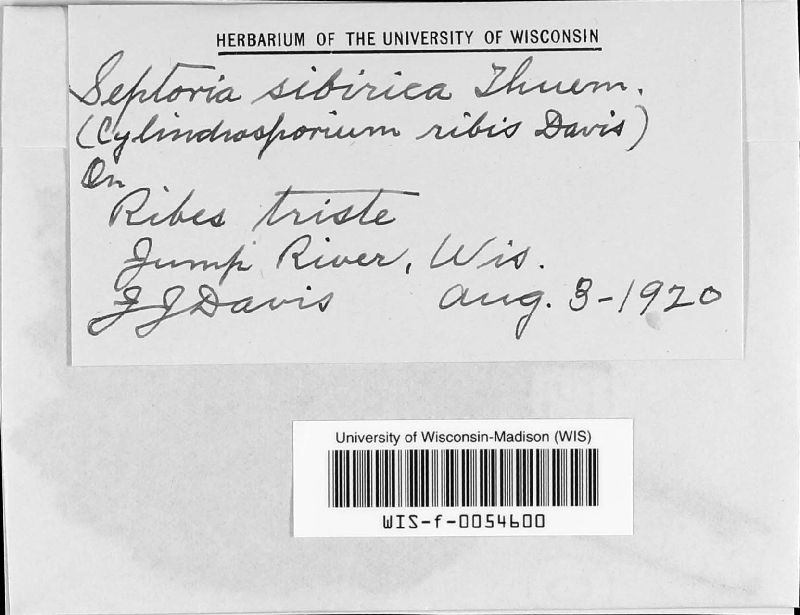 HERBARIUM OF THE UNIVERSITY OF WISCONSIN
Septoria sibirica Thuem.
(Cylindrosporium ribis Davis)
On
Ribes triste
Jump River, Wis.
J J Davis Aug. 3-1920
University of Wisconsin-Madison (WIS)
WIS-f-0054600